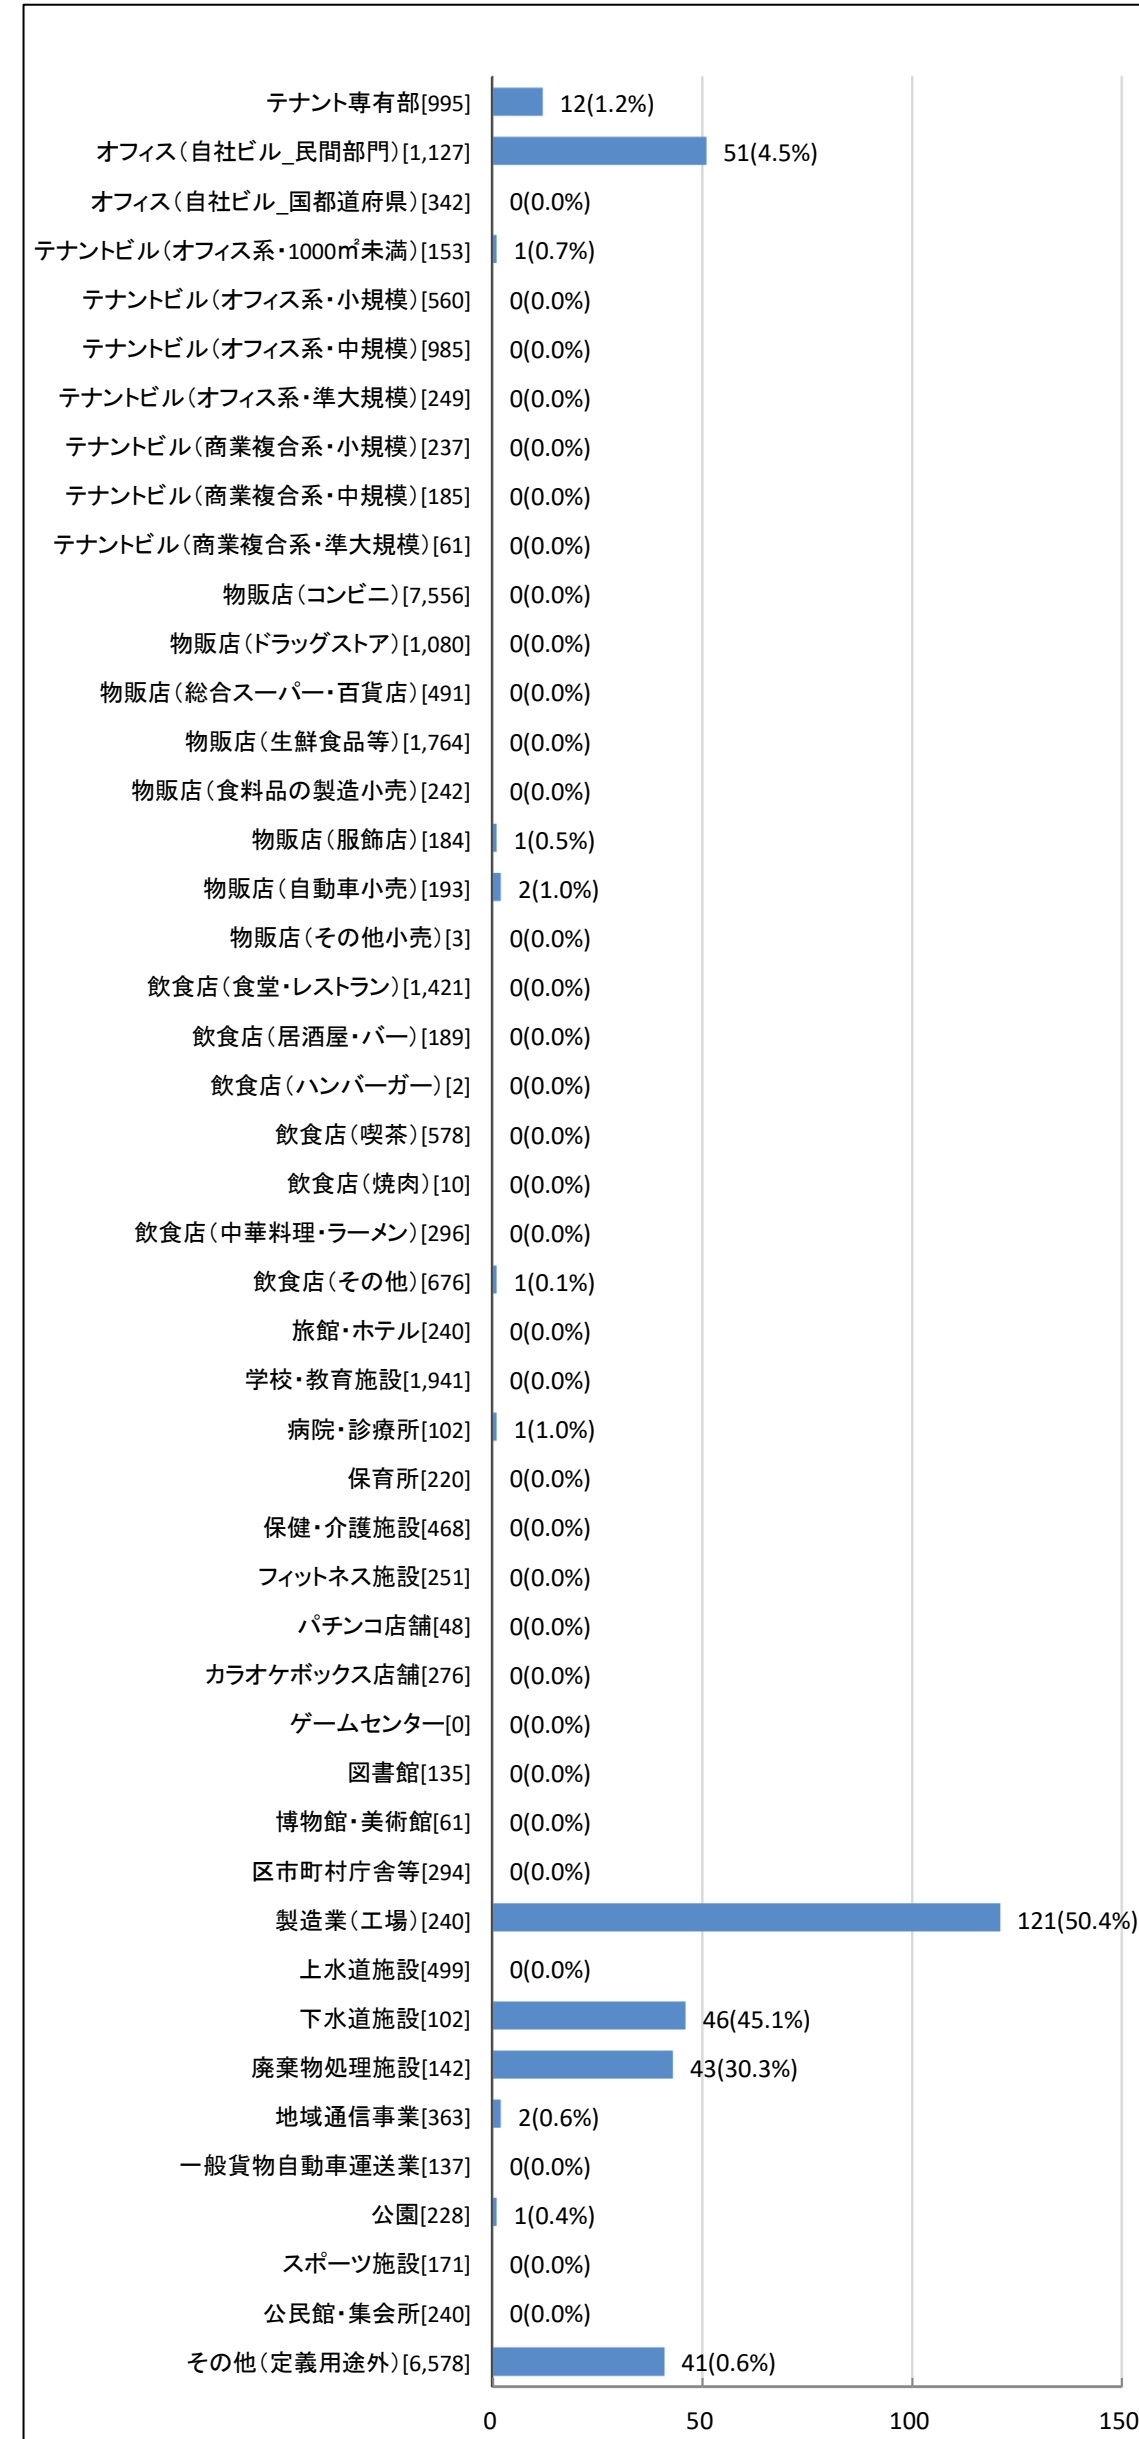 テナント専有部[995] 12(1.2%)
オフィス(自社ビル_民間部門)[1,127] 51(4.5%)
オフィス(自社ビル_国都道府県)[342] 0(0.0%)
テナントビル(オフィス系・1000㎡未満)[153] 1(0.7%)
テナントビル(オフィス系・小規模)[560] 0(0.0%)
テナントビル(オフィス系・中規模)[985] 0(0.0%)
テナントビル(オフィス系・準大規模)[249] 0(0.0%)
テナントビル(商業複合系・小規模)[237] 0(0.0%)
テナントビル(商業複合系・中規模)[185] 0(0.0%)
テナントビル(商業複合系・準大規模)[61] 0(0.0%)
物販店(コンビニ)[7,556] 0(0.0%)
物販店(ドラッグストア)[1,080] 0(0.0%)
物販店(総合スーパー・百貨店)[491] 0(0.0%)
物販店(生鮮食品等)[1,764] 0(0.0%)
物販店(食料品の製造小売)[242] 0(0.0%)
物販店(服飾店)[184] 1(0.5%)
物販店(自動車小売)[193] 2(1.0%)
物販店(その他小売)[3] 0(0.0%)
飲食店(食堂・レストラン)[1,421] 0(0.0%)
飲食店(居酒屋・バー)[189] 0(0.0%)
飲食店(ハンバーガー)[2] 0(0.0%)
飲食店(喫茶)[578] 0(0.0%)
飲食店(焼肉)[10] 0(0.0%)
飲食店(中華料理・ラーメン)[296] 0(0.0%)
飲食店(その他)[676] 1(0.1%)
旅館・ホテル[240] 0(0.0%)
学校・教育施設[1,941] 0(0.0%)
病院・診療所[102] 1(1.0%)
保育所[220] 0(0.0%)
保健・介護施設[468] 0(0.0%)
フィットネス施設[251] 0(0.0%)
パチンコ店舗[48] 0(0.0%)
カラオケボックス店舗[276] 0(0.0%)
ゲームセンター[0] 0(0.0%)
図書館[135] 0(0.0%)
博物館・美術館[61] 0(0.0%)
区市町村庁舎等[294] 0(0.0%)
製造業(工場)[240] 121(50.4%)
上水道施設[499] 0(0.0%)
下水道施設[102] 46(45.1%)
廃棄物処理施設[142] 43(30.3%)
地域通信事業[363] 2(0.6%)
一般貨物自動車運送業[137] 0(0.0%)
公園[228] 1(0.4%)
スポーツ施設[171] 0(0.0%)
公民館・集会所[240] 0(0.0%)
その他(定義用途外)[6,578] 41(0.6%)
0 50 100 150